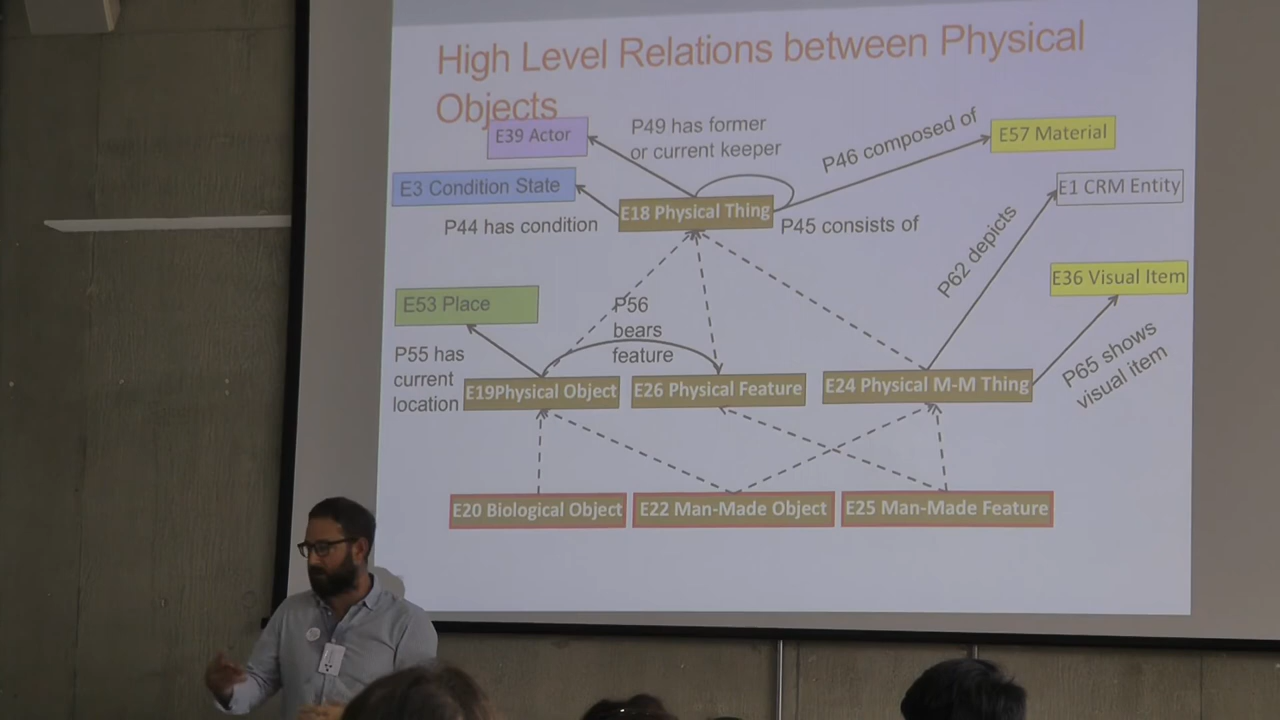 High Level Relations between Physical
Objects
E39 Actor
P49 has former
or current keeper
P46 composed of
E57 Material
E3 Condition State
E18 Physical Thing
E1 CRM Entity
P44 has condition
P45 consists of
P62 depicts
E53 Place
P56
bears
feature
E36 Visual Item
P55 has
current
location
E19Physical Object
E26 Physical Feature
E24 Physical M-M Thing
P65 shows
visual item
E20 Biological Object
E22 Man-Made Object
E25 Man-Made Feature